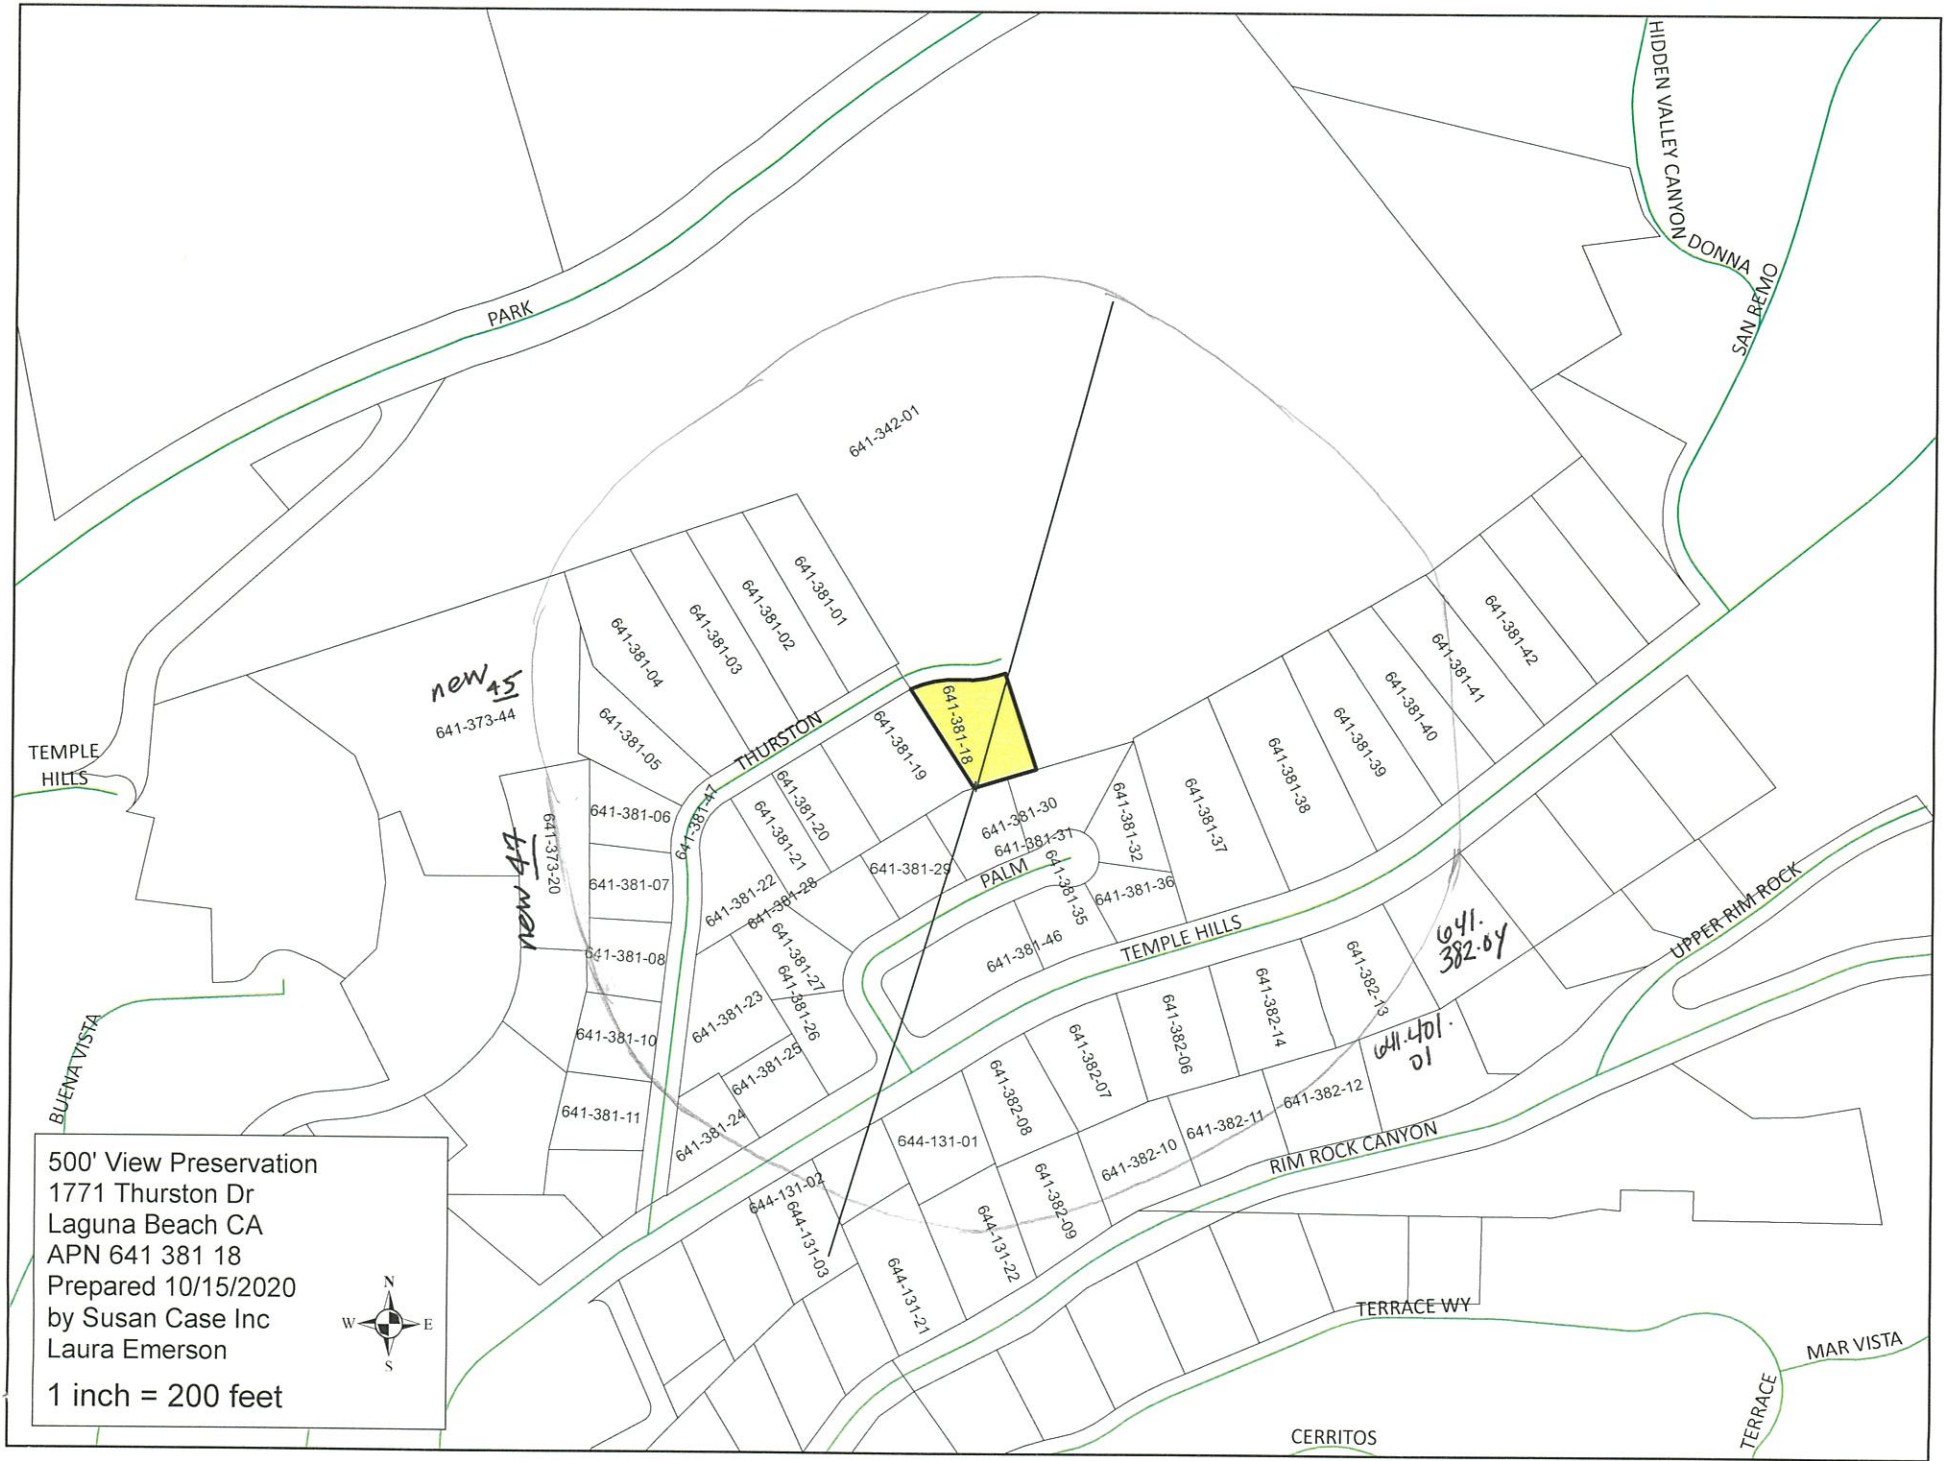 HIDDEN VALLEY CANYON
DONNA
SAN REMO
PARK
641-342-01
641-381-01
641-381-02
641-381-03
641-381-04
641-381-05
new 45
641-373-44
TEMPLE
HILLS
THURSTON
641-381-18
641-381-19
641-381-20
641-381-21
641-381-22
641-381-47
641-381-06
641-381-07
641-381-08
641-381-10
641-381-11
641-373-20
44 new
641-381-42
641-381-41
641-381-40
641-381-39
641-381-38
641-381-37
641-381-32
641-381-30
641-381-31
PALM
641-381-29
641-381-28
641-381-35
641-381-36
641-381-46
641-381-27
641-381-26
641-381-23
641-381-25
641-381-24
TEMPLE HILLS
UPPER RIM ROCK
641.
382.04
641-382-13
641-382-14
641-382-06
641-382-07
641-382-08
641.401.
01
641-382-12
641-382-11
641-382-10
641-382-09
RIM ROCK CANYON
644-131-01
644-131-02
644-131-03
644-131-22
644-131-21
BUENA VISTA
TERRACE WY
MAR VISTA
TERRACE
CERRITOS
500' View Preservation
1771 Thurston Dr
Laguna Beach CA
APN 641 381 18
Prepared 10/15/2020
by Susan Case Inc
Laura Emerson
1 inch = 200 feet
N
W
E
S